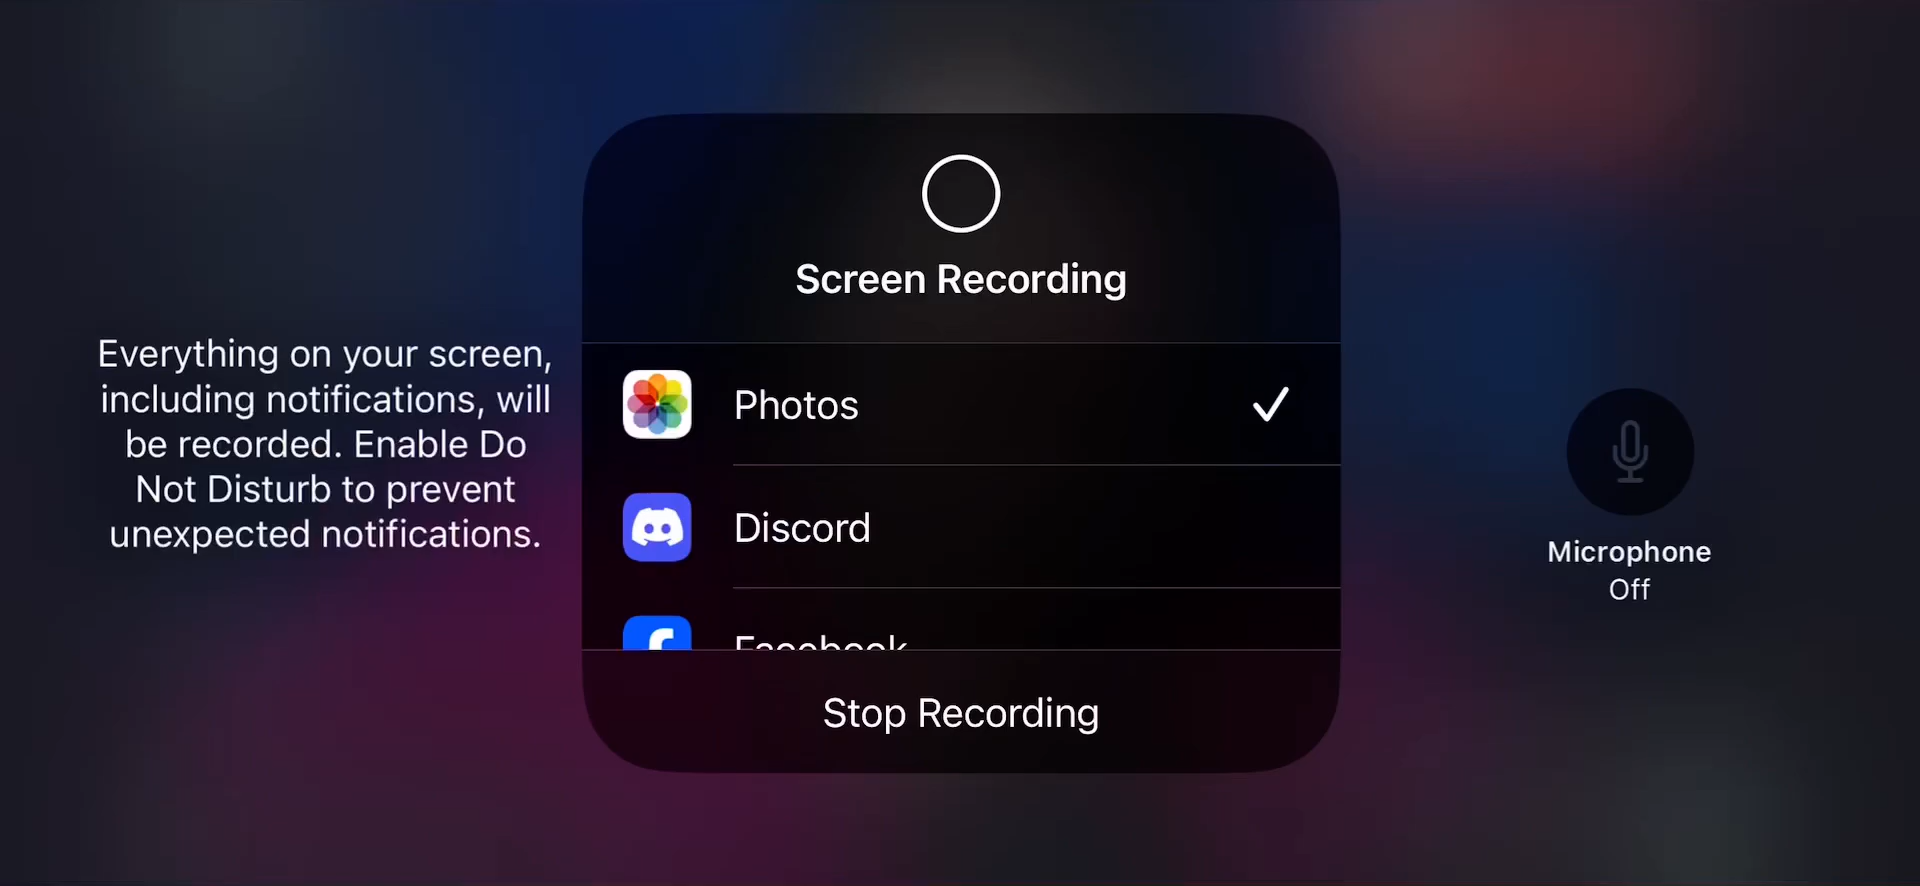 Screen Recording
Everything on your screen,
including notifications, will
be recorded. Enable Do
Not Disturb to prevent
unexpected notifications.
Photos
Discord
Facebook
Stop Recording
Microphone
Off